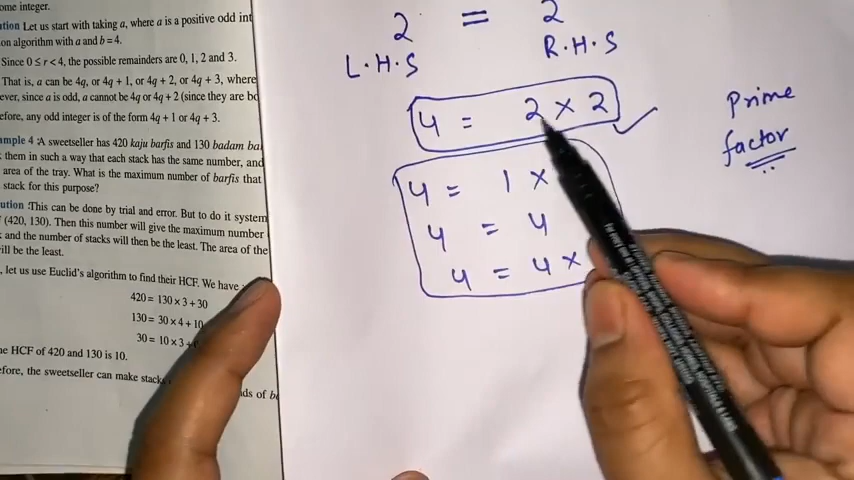 ome integer.
tion Let us start with taking a, where a is a positive odd int
on algorithm with a and b = 4.
Since 0 ≤ r < 4, the possible remainders are 0, 1, 2 and 3.
That is, a can be 4q, or 4q + 1, or 4q + 2, or 4q + 3, where
ever, since a is odd, a cannot be 4q or 4q + 2 (since they are bo
efore, any odd integer is of the form 4q + 1 or 4q + 3.
ample 4 : A sweetseller has 420 kaju barfis and 130 badam ba
them in such a way that each stack has the same number, and
area of the tray. What is the maximum number of barfis that
stack for this purpose?
ution : This can be done by trial and error. But to do it system
(420, 130). Then this number will give the maximum number
and the number of stacks will then be the least. The area of the
ill be the least.
, let us use Euclid's algorithm to find their HCF. We have
420 = 130 × 3 + 30
130 = 30 × 4 + 10
30 = 10 × 3 +
e HCF of 420 and 130 is 10.
efore, the sweetseller can make stack
ds of b
2 = 2
L.H.S R.H.S
4 = 2 × 2
4 = 1 ×
4 = 4
4 = 4 ×
Prime
factor